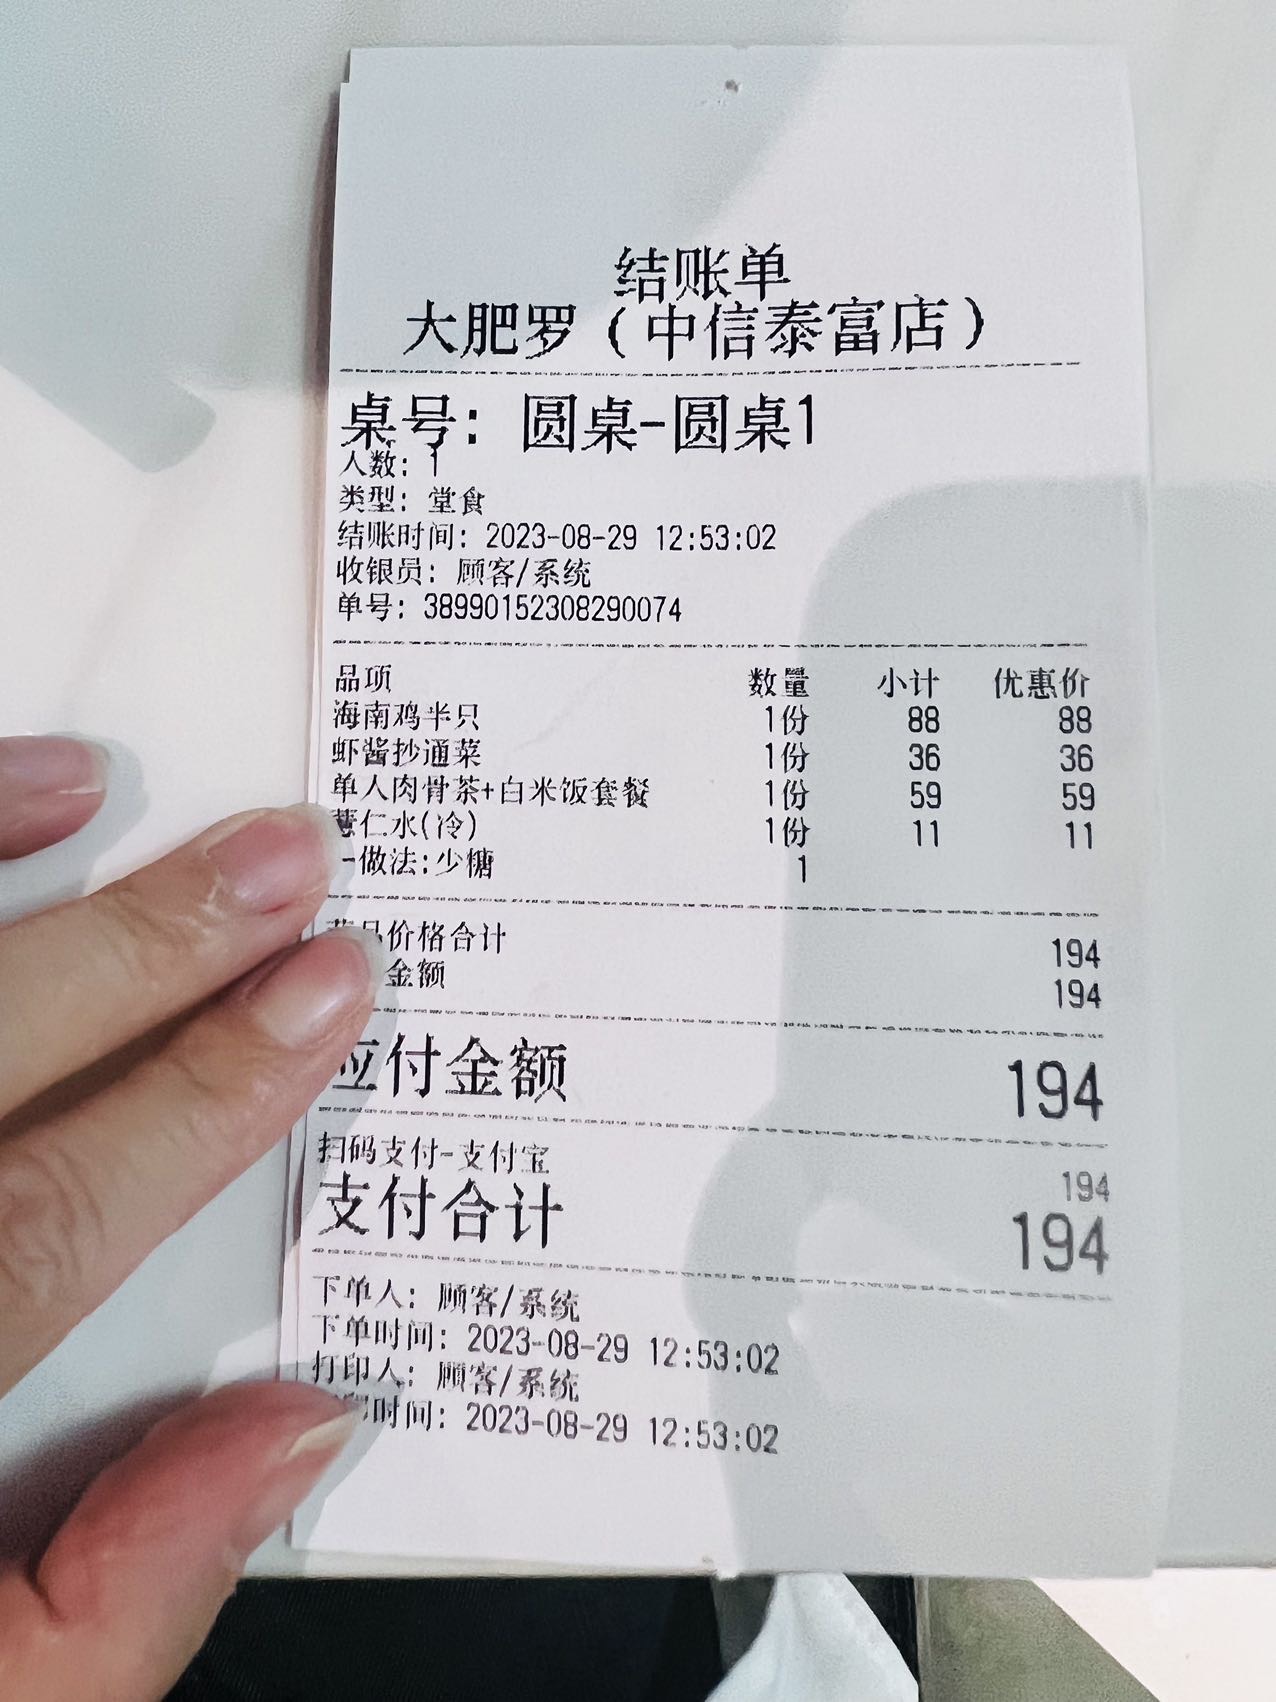 结账单
大肥罗(中信泰富店)
桌号: 圆桌-圆桌1
人数: 1
类型: 堂食
结账时间: 2023-08-29 12:53:02
收银员: 顾客/系统
单号: 38990152308290074
品项 数量 小计 优惠价
海南鸡半只 1份 88 88
虾酱抄通菜 1份 36 36
单人肉骨茶+白米饭套餐 1份 59 59
薏仁水(冷) 1份 11 11
-做法:少糖 1
菜品价格合计 194
金额 194
应付金额 194
扫码支付-支付宝 194
支付合计 194
下单人: 顾客/系统
下单时间: 2023-08-29 12:53:02
打印人: 顾客/系统
时间: 2023-08-29 12:53:02